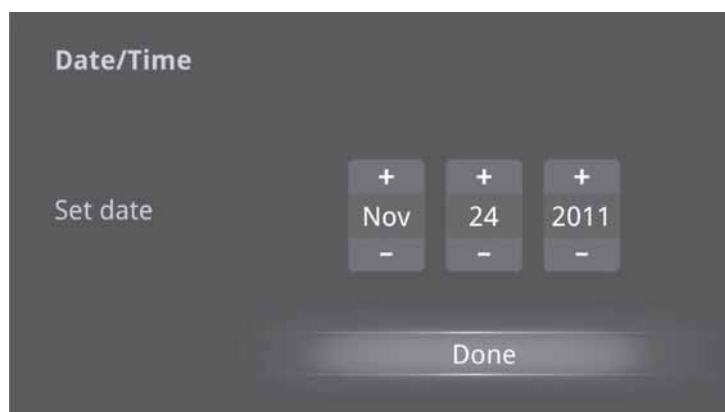 Date/Time
+ + +
Set date Nov 24 2011
- - -
Done